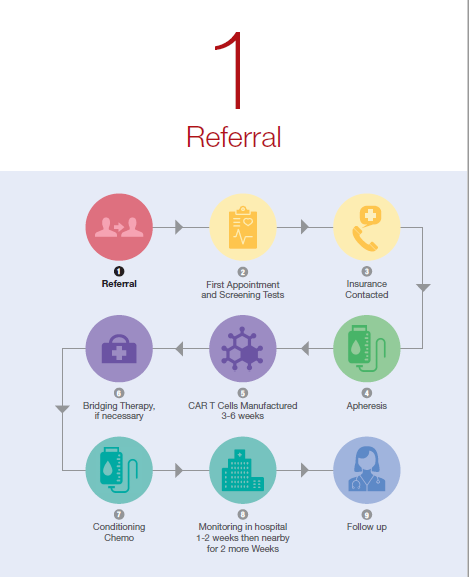 1
Referral
1
Referral
2
First Appointment
and Screening Tests
3
Insurance
Contacted
4
Apheresis
5
CAR T Cells Manufactured
3-6 weeks
6
Bridging Therapy,
if necessary
7
Conditioning
Chemo
8
Monitoring in hospital
1-2 weeks then nearby
for 2 more Weeks
9
Follow up